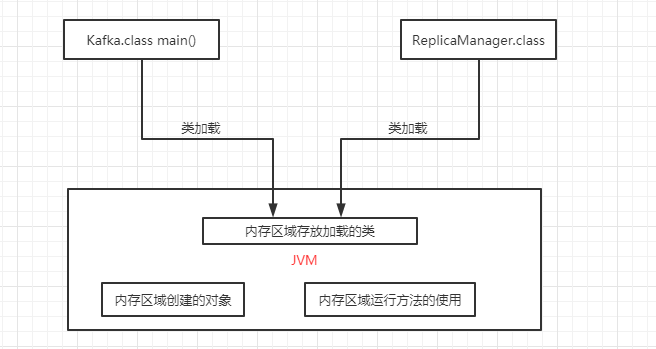 Kafka.class main()
ReplicaManager.class
类加载
类加载
内存区域存放加载的类
JVM
内存区域创建的对象
内存区域运行方法的使用